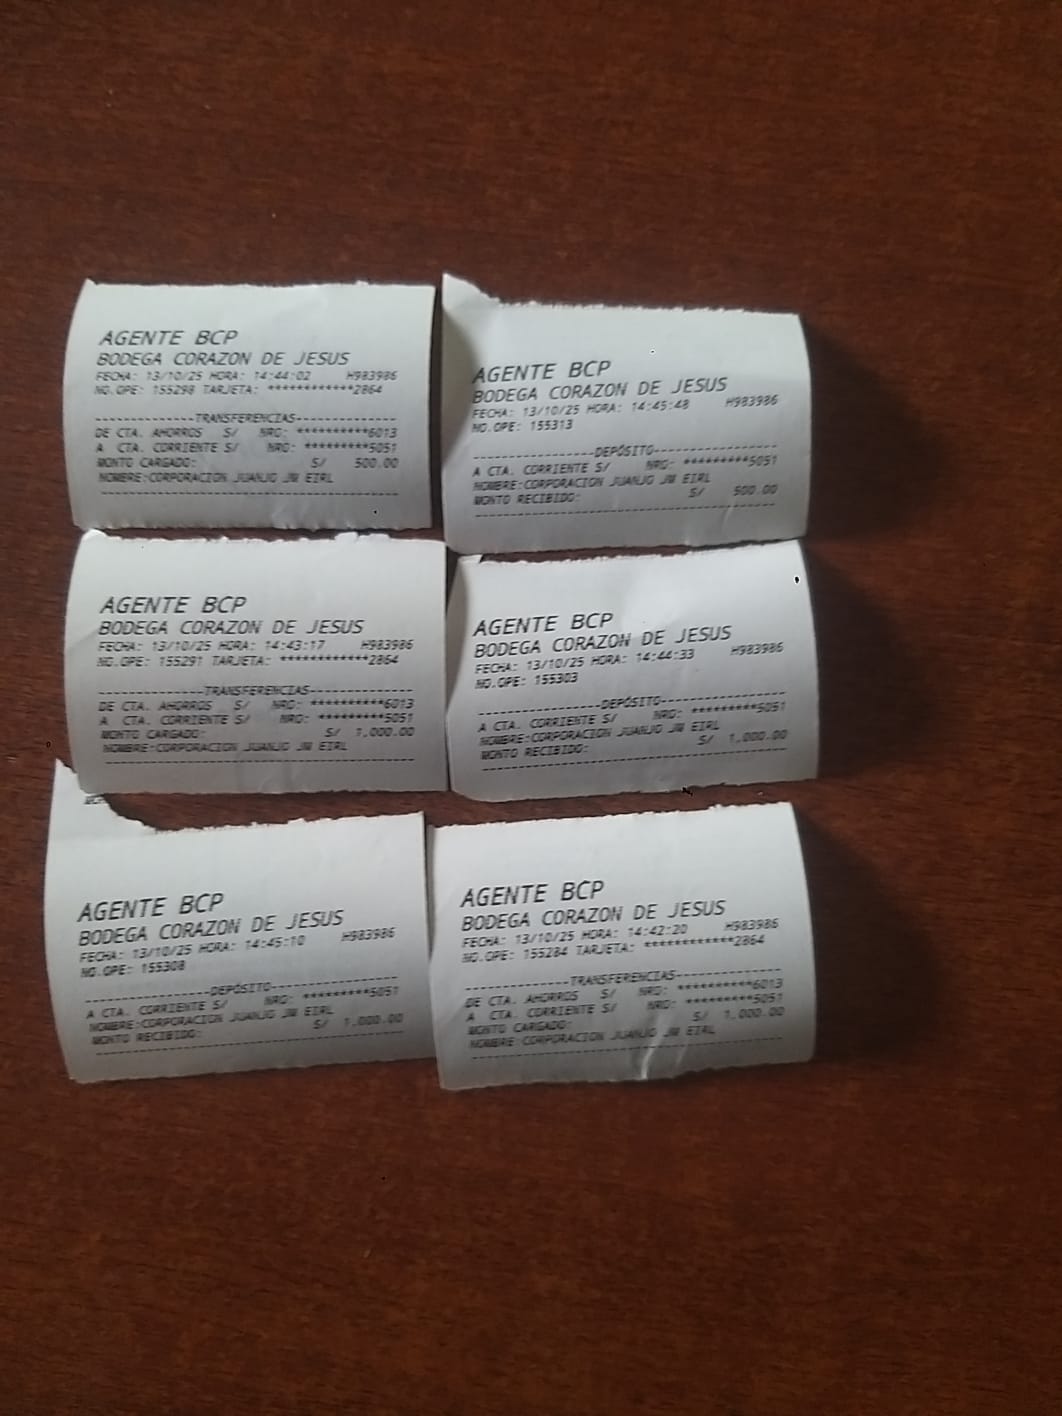 AGENTE BCP
BODEGA CORAZON DE JESUS
FECHA: 13/10/25 HORA: 14:44:02 H983986
NO.OPE: 155298 TARJETA: ************2864
TRANSFERENCIAS
DE CTA. AHORROS S/ NRO: **********6013
A CTA. CORRIENTE S/ NRO: *********5051
MONTO CARGADO: S/ 500.00
NOMBRE:CORPORACION JUANJO JM EIRL
AGENTE BCP
BODEGA CORAZON DE JESUS
FECHA: 13/10/25 HORA: 14:45:48 H983986
NO.OPE: 155313
DEPÓSITO
A CTA. CORRIENTE S/ NRO: *********5051
NOMBRE:CORPORACION JUANJO JM EIRL
MONTO RECIBIDO: S/ 500.00
AGENTE BCP
BODEGA CORAZON DE JESUS
FECHA: 13/10/25 HORA: 14:43:17 H983986
NO.OPE: 155291 TARJETA: ************2864
TRANSFERENCIAS
DE CTA. AHORROS S/ NRO: **********6013
A CTA. CORRIENTE S/ NRO: *********5051
MONTO CARGADO: S/ 1,000.00
NOMBRE:CORPORACION JUANJO JM EIRL
AGENTE BCP
BODEGA CORAZON DE JESUS
FECHA: 13/10/25 HORA: 14:44:33 H983986
NO.OPE: 155303
DEPÓSITO
A CTA. CORRIENTE S/ NRO: *********5051
NOMBRE:CORPORACION JUANJO JM EIRL
MONTO RECIBIDO: S/ 1,000.00
AGENTE BCP
BODEGA CORAZON DE JESUS
FECHA: 13/10/25 HORA: 14:45:10 H983986
NO.OPE: 155308
DEPÓSITO
A CTA. CORRIENTE S/ NRO: *********5051
NOMBRE:CORPORACION JUANJO JM EIRL
MONTO RECIBIDO: S/ 1,000.00
AGENTE BCP
BODEGA CORAZON DE JESUS
FECHA: 13/10/25 HORA: 14:42:20 H983986
NO.OPE: 155284 TARJETA: ************2864
TRANSFERENCIAS
DE CTA. AHORROS S/ NRO: **********6013
A CTA. CORRIENTE S/ NRO: *********5051
MONTO CARGADO: S/ 1,000.00
NOMBRE:CORPORACION JUANJO JM EIRL